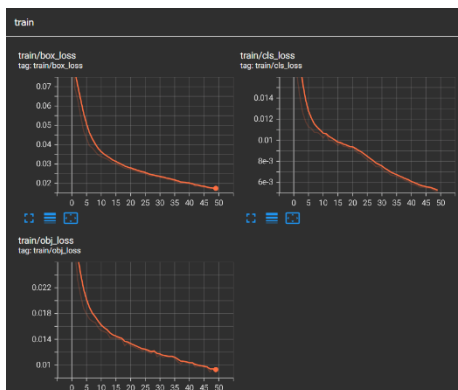 train
train/box_loss
tag: train/box_loss
0.07
0.06
0.05
0.04
0.03
0.02
0 5 10 15 20 25 30 35 40 45 50
train/cls_loss
tag: train/cls_loss
0.014
0.012
0.01
8e-3
6e-3
0 5 10 15 20 25 30 35 40 45 50
train/obj_loss
tag: train/obj_loss
0.022
0.018
0.014
0.01
0 5 10 15 20 25 30 35 40 45 50